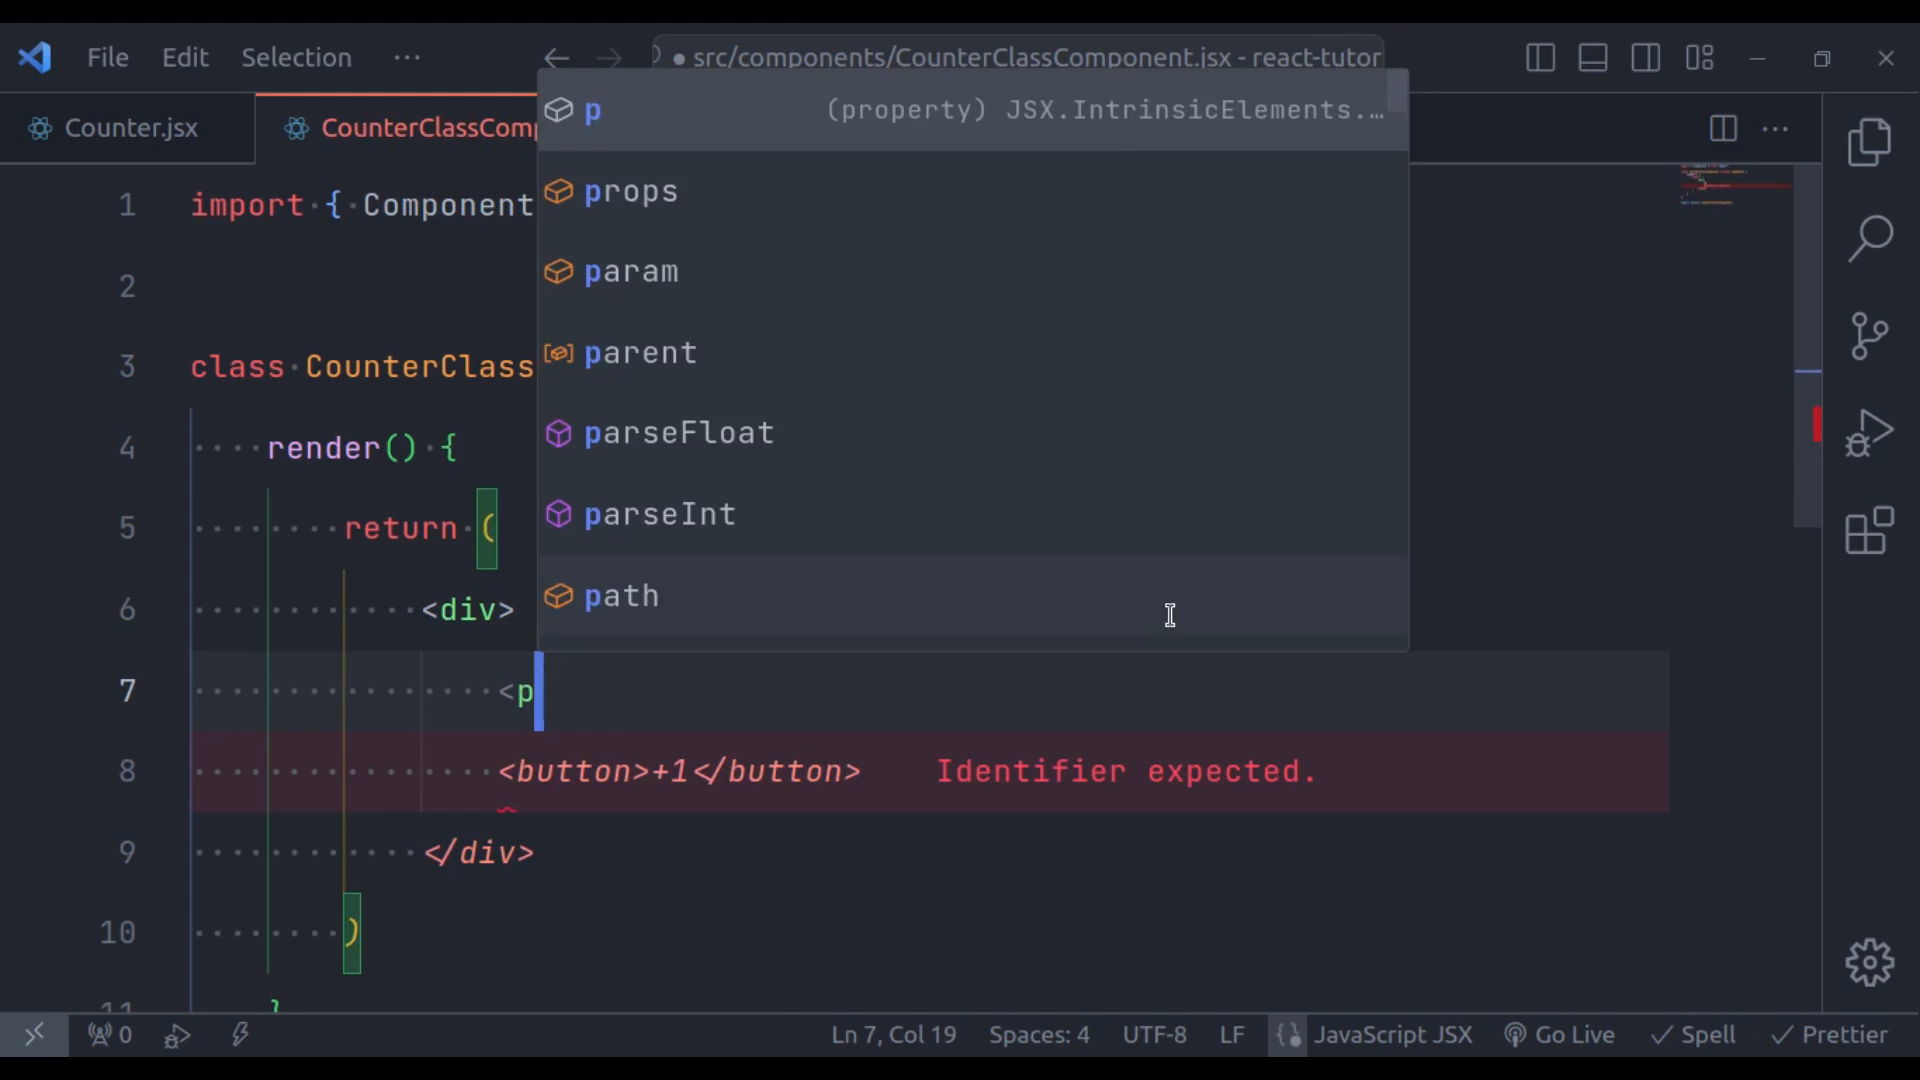 File Edit Selection ···
● src/components/CounterClassComponent.jsx - react-tutor
Counter.jsx
CounterClassComp
p (property) JSX.IntrinsicElements.…
props
param
parent
parseFloat
parseInt
path
1 import { Component
2
3 class CounterClass
4 render() {
5 return (
6 <div>
7 <p
8 <button>+1</button> Identifier expected.
9 </div>
10 )
11 }
0 Ln 7, Col 19 Spaces: 4 UTF-8 LF JavaScript JSX Go Live Spell Prettier